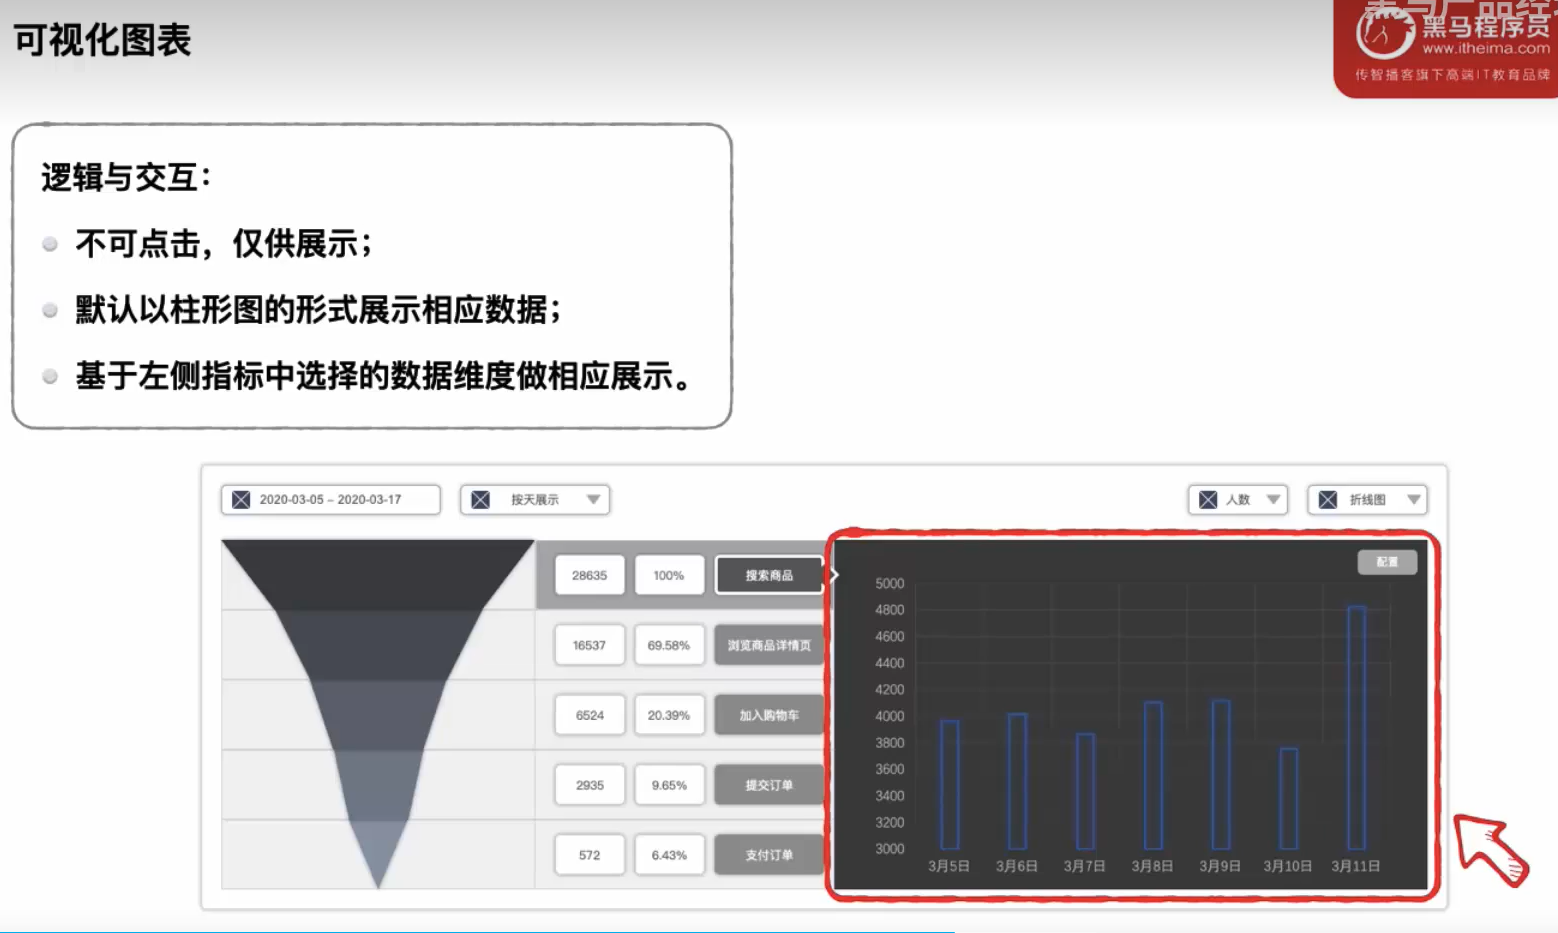 可视化图表
黑马程序员
www.itheima.com
传智播客旗下高端IT教育品牌
逻辑与交互：
不可点击，仅供展示；
默认以柱形图的形式展示相应数据；
基于左侧指标中选择的数据维度做相应展示。
2020-03-05 – 2020-03-17
按天展示
人数
折线图
28635 100% 搜索商品
16537 69.58% 浏览商品详情页
6524 20.39% 加入购物车
2935 9.65% 提交订单
572 6.43% 支付订单
配置
5000
4800
4600
4400
4200
4000
3800
3600
3400
3200
3000
3月5日 3月6日 3月7日 3月8日 3月9日 3月10日 3月11日